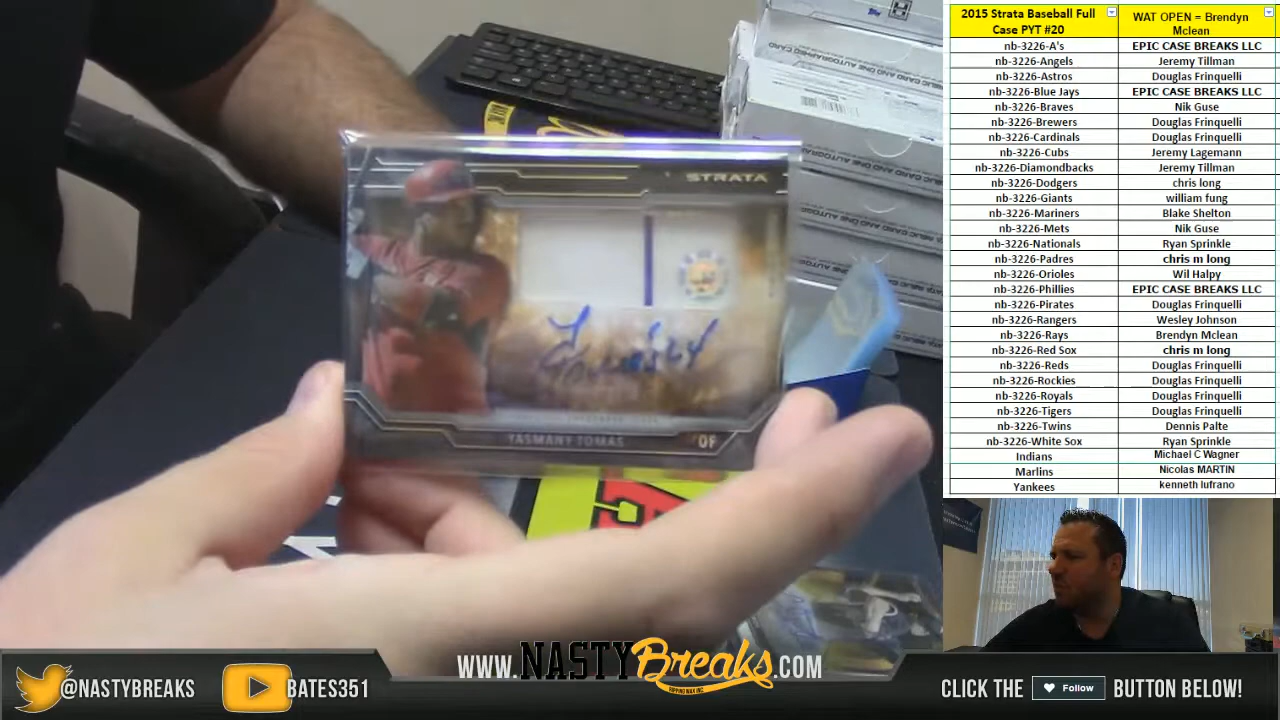 STRATA
YASMANY TOMAS
OF
2015 Strata Baseball Full
Case PYT #20
WAT OPEN = Brendyn
Mclean
nb-3226-A's EPIC CASE BREAKS LLC
nb-3226-Angels Jeremy Tillman
nb-3226-Astros Douglas Frinquelli
nb-3226-Blue Jays EPIC CASE BREAKS LLC
nb-3226-Braves Nik Guse
nb-3226-Brewers Douglas Frinquelli
nb-3226-Cardinals Douglas Frinquelli
nb-3226-Cubs Jeremy Lagemann
nb-3226-Diamondbacks Jeremy Tillman
nb-3226-Dodgers chris long
nb-3226-Giants william fung
nb-3226-Mariners Blake Shelton
nb-3226-Mets Nik Guse
nb-3226-Nationals Ryan Sprinkle
nb-3226-Padres chris m long
nb-3226-Orioles Wil Halpy
nb-3226-Phillies EPIC CASE BREAKS LLC
nb-3226-Pirates Douglas Frinquelli
nb-3226-Rangers Wesley Johnson
nb-3226-Rays Brendyn Mclean
nb-3226-Red Sox chris m long
nb-3226-Reds Douglas Frinquelli
nb-3226-Rockies Douglas Frinquelli
nb-3226-Royals Douglas Frinquelli
nb-3226-Tigers Douglas Frinquelli
nb-3226-Twins Dennis Palte
nb-3226-White Sox Ryan Sprinkle
Indians Michael C Wagner
Marlins Nicolas MARTIN
Yankees kenneth lufrano
@NASTYBREAKS
BATES351
WWW.NASTYBreaks.COM
RIPPING WAX INC
CLICK THE Follow BUTTON BELOW!